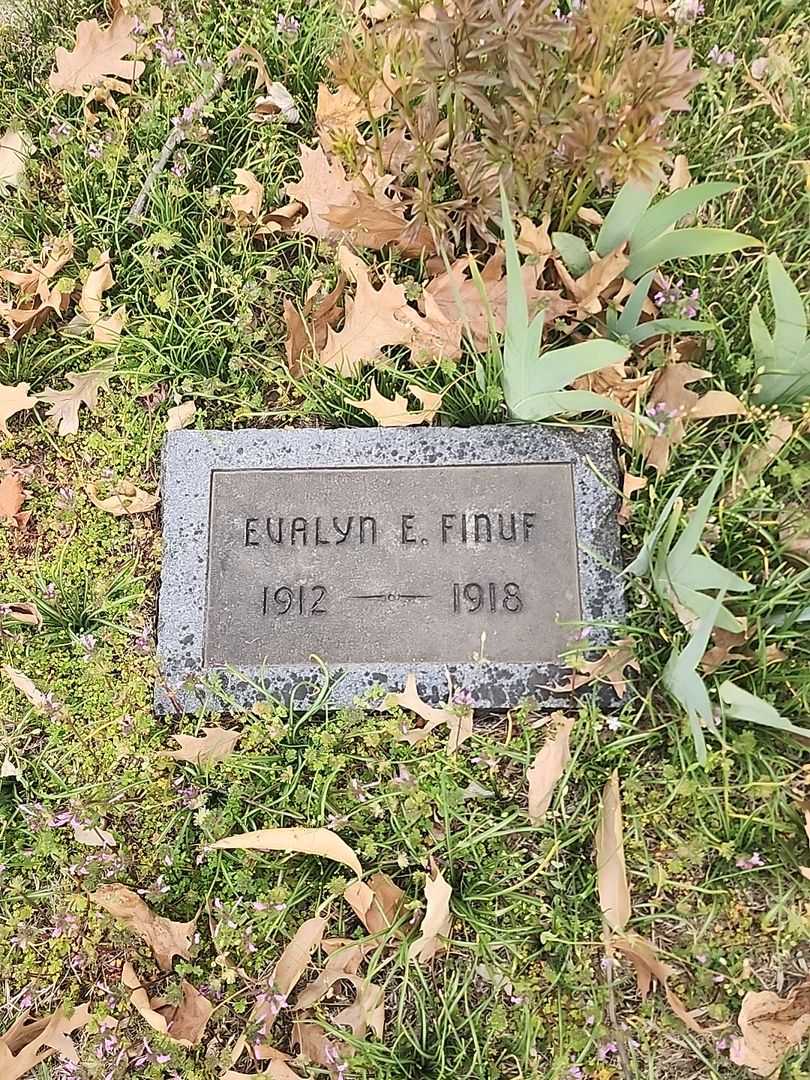 EVALYN E. FINUF
1912 — 1918